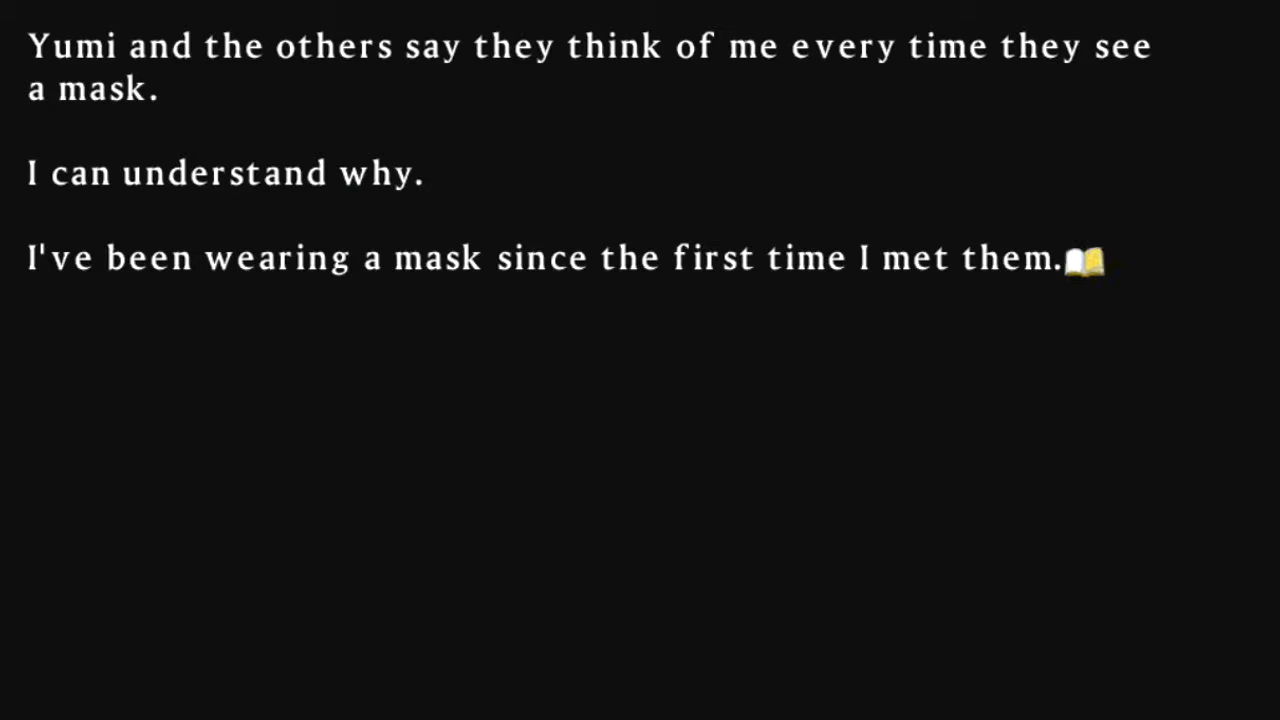 Yumi and the others say they think of me every time they see
a mask.
I can understand why.
I've been wearing a mask since the first time I met them.